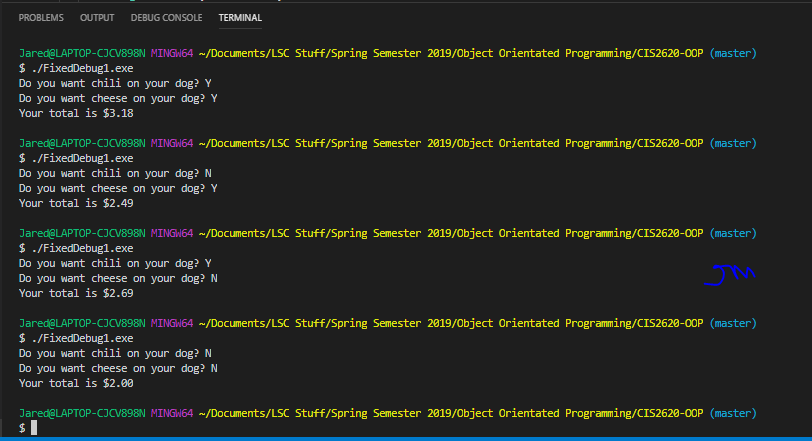 PROBLEMS OUTPUT DEBUG CONSOLE TERMINAL
Jared@LAPTOP-CJCV898N MINGW64 ~/Documents/LSC Stuff/Spring Semester 2019/Object Orientated Programming/CIS2620-OOP (master)
$ ./FixedDebug1.exe
Do you want chili on your dog? Y
Do you want cheese on your dog? Y
Your total is $3.18
Jared@LAPTOP-CJCV898N MINGW64 ~/Documents/LSC Stuff/Spring Semester 2019/Object Orientated Programming/CIS2620-OOP (master)
$ ./FixedDebug1.exe
Do you want chili on your dog? N
Do you want cheese on your dog? Y
Your total is $2.49
Jared@LAPTOP-CJCV898N MINGW64 ~/Documents/LSC Stuff/Spring Semester 2019/Object Orientated Programming/CIS2620-OOP (master)
$ ./FixedDebug1.exe
Do you want chili on your dog? Y
Do you want cheese on your dog? N
Your total is $2.69
Jared@LAPTOP-CJCV898N MINGW64 ~/Documents/LSC Stuff/Spring Semester 2019/Object Orientated Programming/CIS2620-OOP (master)
$ ./FixedDebug1.exe
Do you want chili on your dog? N
Do you want cheese on your dog? N
Your total is $2.00
Jared@LAPTOP-CJCV898N MINGW64 ~/Documents/LSC Stuff/Spring Semester 2019/Object Orientated Programming/CIS2620-OOP (master)
$